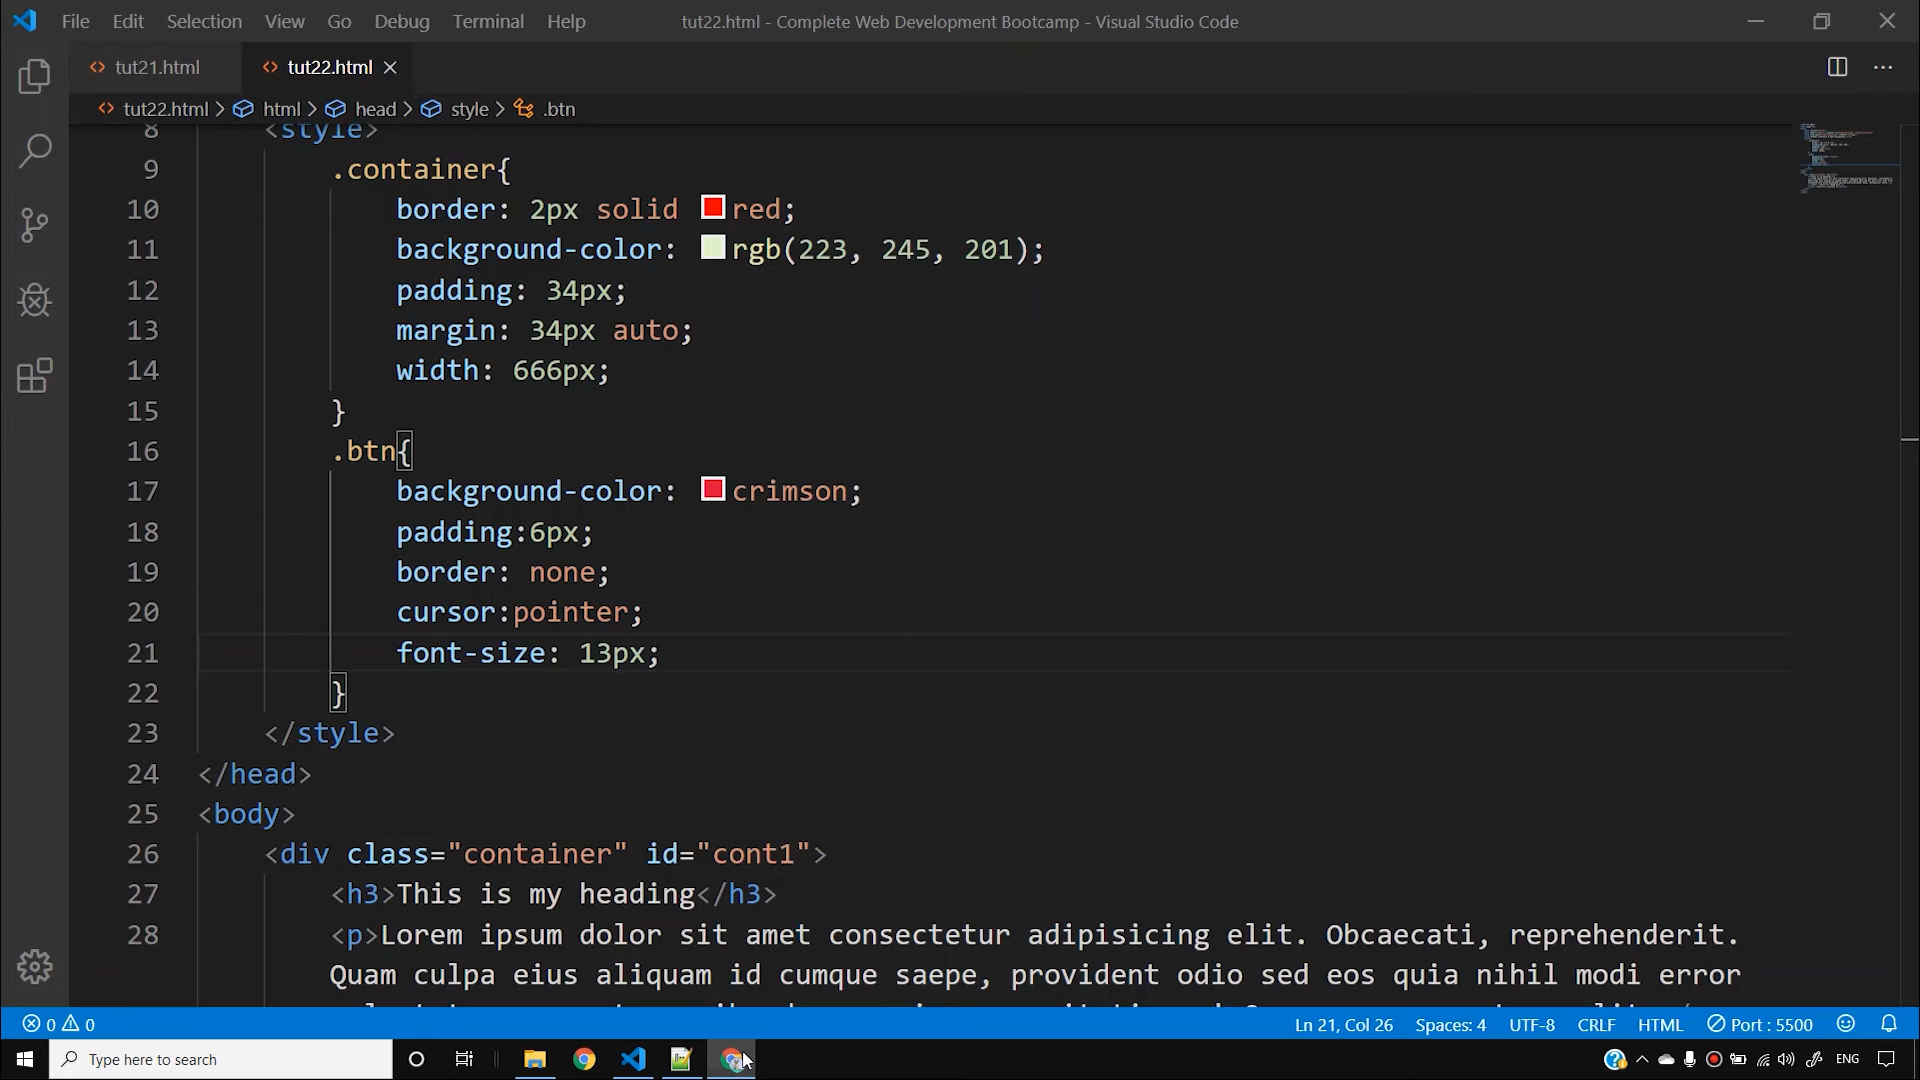 File Edit Selection View Go Debug Terminal Help tut22.html - Complete Web Development Bootcamp - Visual Studio Code
tut21.html tut22.html
tut22.html > html > head > style > .btn
8 <style>
9 .container{
10 border: 2px solid red;
11 background-color: rgb(223, 245, 201);
12 padding: 34px;
13 margin: 34px auto;
14 width: 666px;
15 }
16 .btn{
17 background-color: crimson;
18 padding:6px;
19 border: none;
20 cursor:pointer;
21 font-size: 13px;
22 }
23 </style>
24 </head>
25 <body>
26 <div class="container" id="cont1">
27 <h3>This is my heading</h3>
28 <p>Lorem ipsum dolor sit amet consectetur adipisicing elit. Obcaecati, reprehenderit.
Quam culpa eius aliquam id cumque saepe, provident odio sed eos quia nihil modi error
0 0 Ln 21, Col 26 Spaces: 4 UTF-8 CRLF HTML Port : 5500
Type here to search ENG